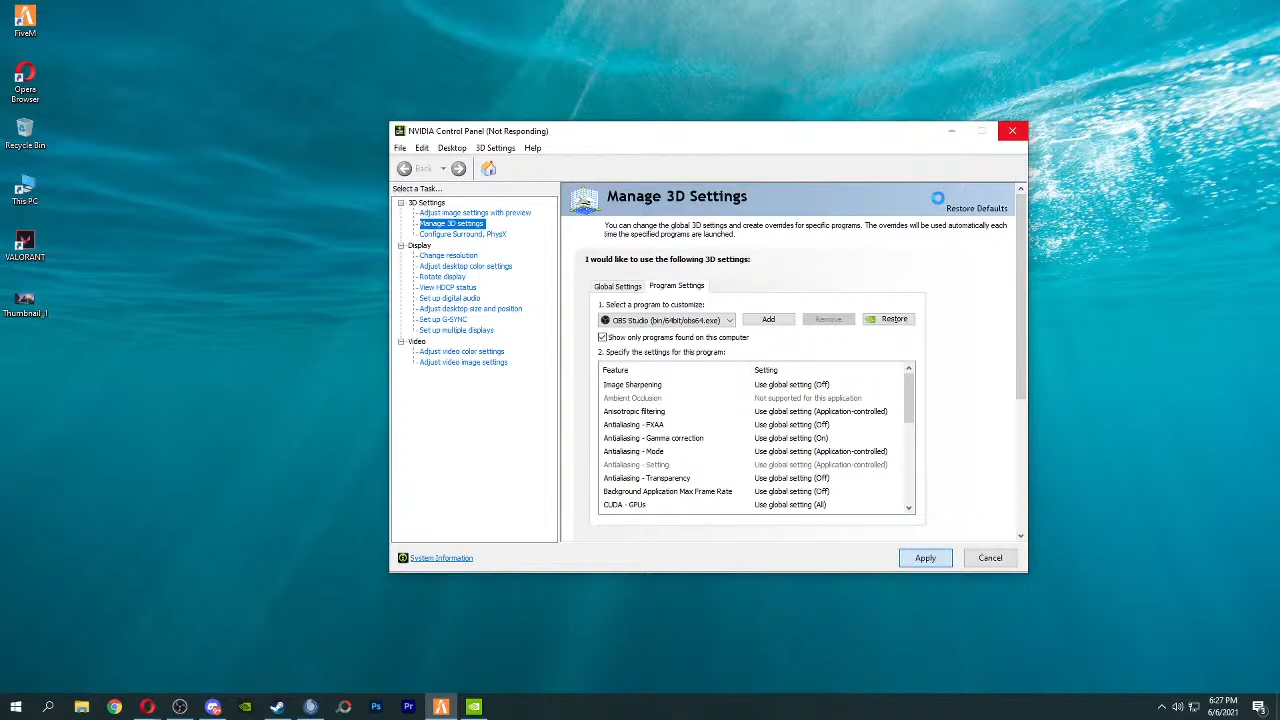 FiveM
Opera
Browser
Recycle Bin
This PC
VALORANT
Thumbnail_1
NVIDIA Control Panel (Not Responding)
File Edit Desktop 3D Settings Help
Back
Select a Task...
3D Settings
Adjust image settings with preview
Manage 3D settings
Configure Surround, PhysX
Display
Change resolution
Adjust desktop color settings
Rotate display
View HDCP status
Set up digital audio
Adjust desktop size and position
Set up G-SYNC
Set up multiple displays
Video
Adjust video color settings
Adjust video image settings
Manage 3D Settings
Restore Defaults
You can change the global 3D settings and create overrides for specific programs. The overrides will be used automatically each
time the specified programs are launched.
I would like to use the following 3D settings:
Global Settings Program Settings
1. Select a program to customize:
OBS Studio (bin/64bit/obs64.exe) Add Remove Restore
Show only programs found on this computer
2. Specify the settings for this program:
Feature Setting
Image Sharpening Use global setting (Off)
Ambient Occlusion Not supported for this application
Anisotropic filtering Use global setting (Application-controlled)
Antialiasing - FXAA Use global setting (Off)
Antialiasing - Gamma correction Use global setting (On)
Antialiasing - Mode Use global setting (Application-controlled)
Antialiasing - Setting Use global setting (Application-controlled)
Antialiasing - Transparency Use global setting (Off)
Background Application Max Frame Rate Use global setting (Off)
CUDA - GPUs Use global setting (All)
System Information
Apply Cancel
Ps Pr
6:27 PM
6/6/2021